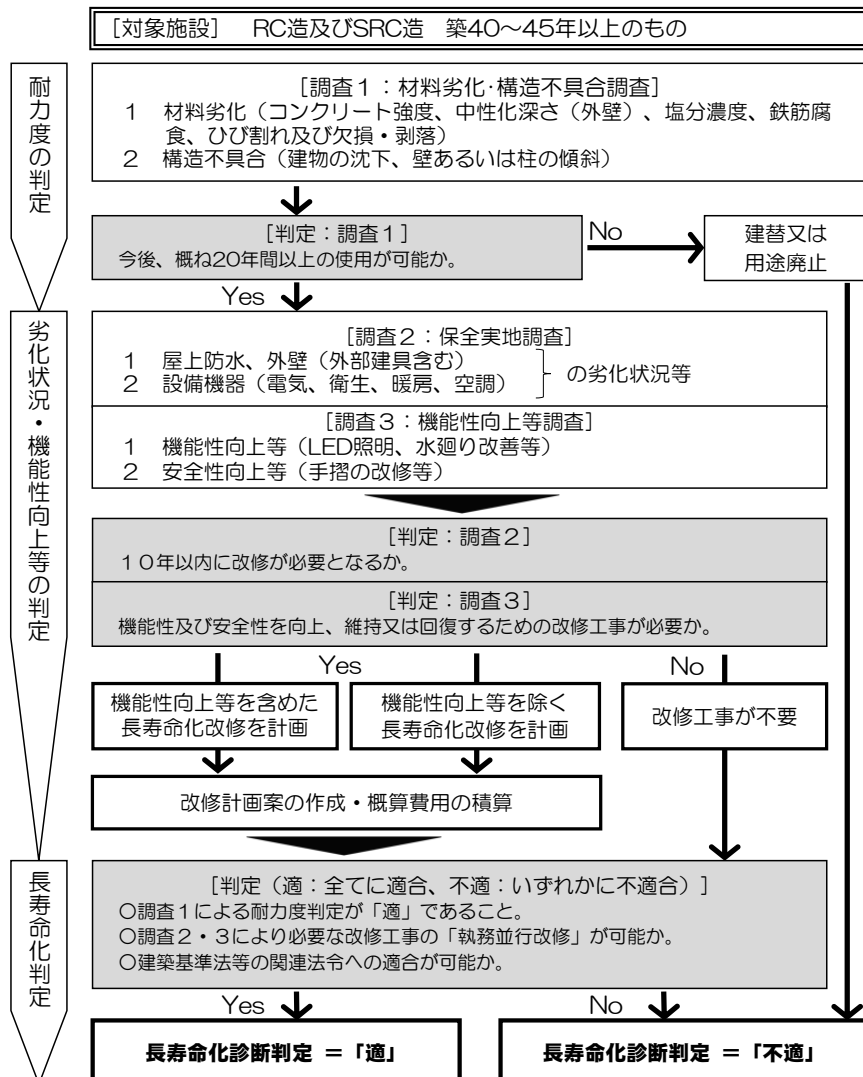 [対象施設] RC造及びSRC造 築40～45年以上のもの
耐力度の判定
[調査１：材料劣化・構造不具合調査]
１ 材料劣化（コンクリート強度、中性化深さ（外壁）、塩分濃度、鉄筋腐
食、ひび割れ及び欠損・剥落）
２ 構造不具合（建物の沈下、壁あるいは柱の傾斜）
[判定：調査１]
今後、概ね20年間以上の使用が可能か。
No
建替又は
用途廃止
Yes
劣化状況・機能性向上等の判定
[調査２：保全実地調査]
１ 屋上防水、外壁（外部建具含む）
２ 設備機器（電気、衛生、暖房、空調）
の劣化状況等
[調査３：機能性向上等調査]
１ 機能性向上等（LED照明、水廻り改善等）
２ 安全性向上等（手摺の改修等）
[判定：調査２]
１０年以内に改修が必要となるか。
[判定：調査３]
機能性及び安全性を向上、維持又は回復するための改修工事が必要か。
Yes
No
機能性向上等を含めた
長寿命化改修を計画
機能性向上等を除く
長寿命化改修を計画
改修工事が不要
改修計画案の作成・概算費用の積算
長寿命化判定
[判定（適：全てに適合、不適：いずれかに不適合）]
○調査１による耐力度判定が「適」であること。
○調査２・３により必要な改修工事の「執務並行改修」が可能か。
○建築基準法等の関連法令への適合が可能か。
Yes
No
長寿命化診断判定 ＝「適」
長寿命化診断判定 ＝「不適」